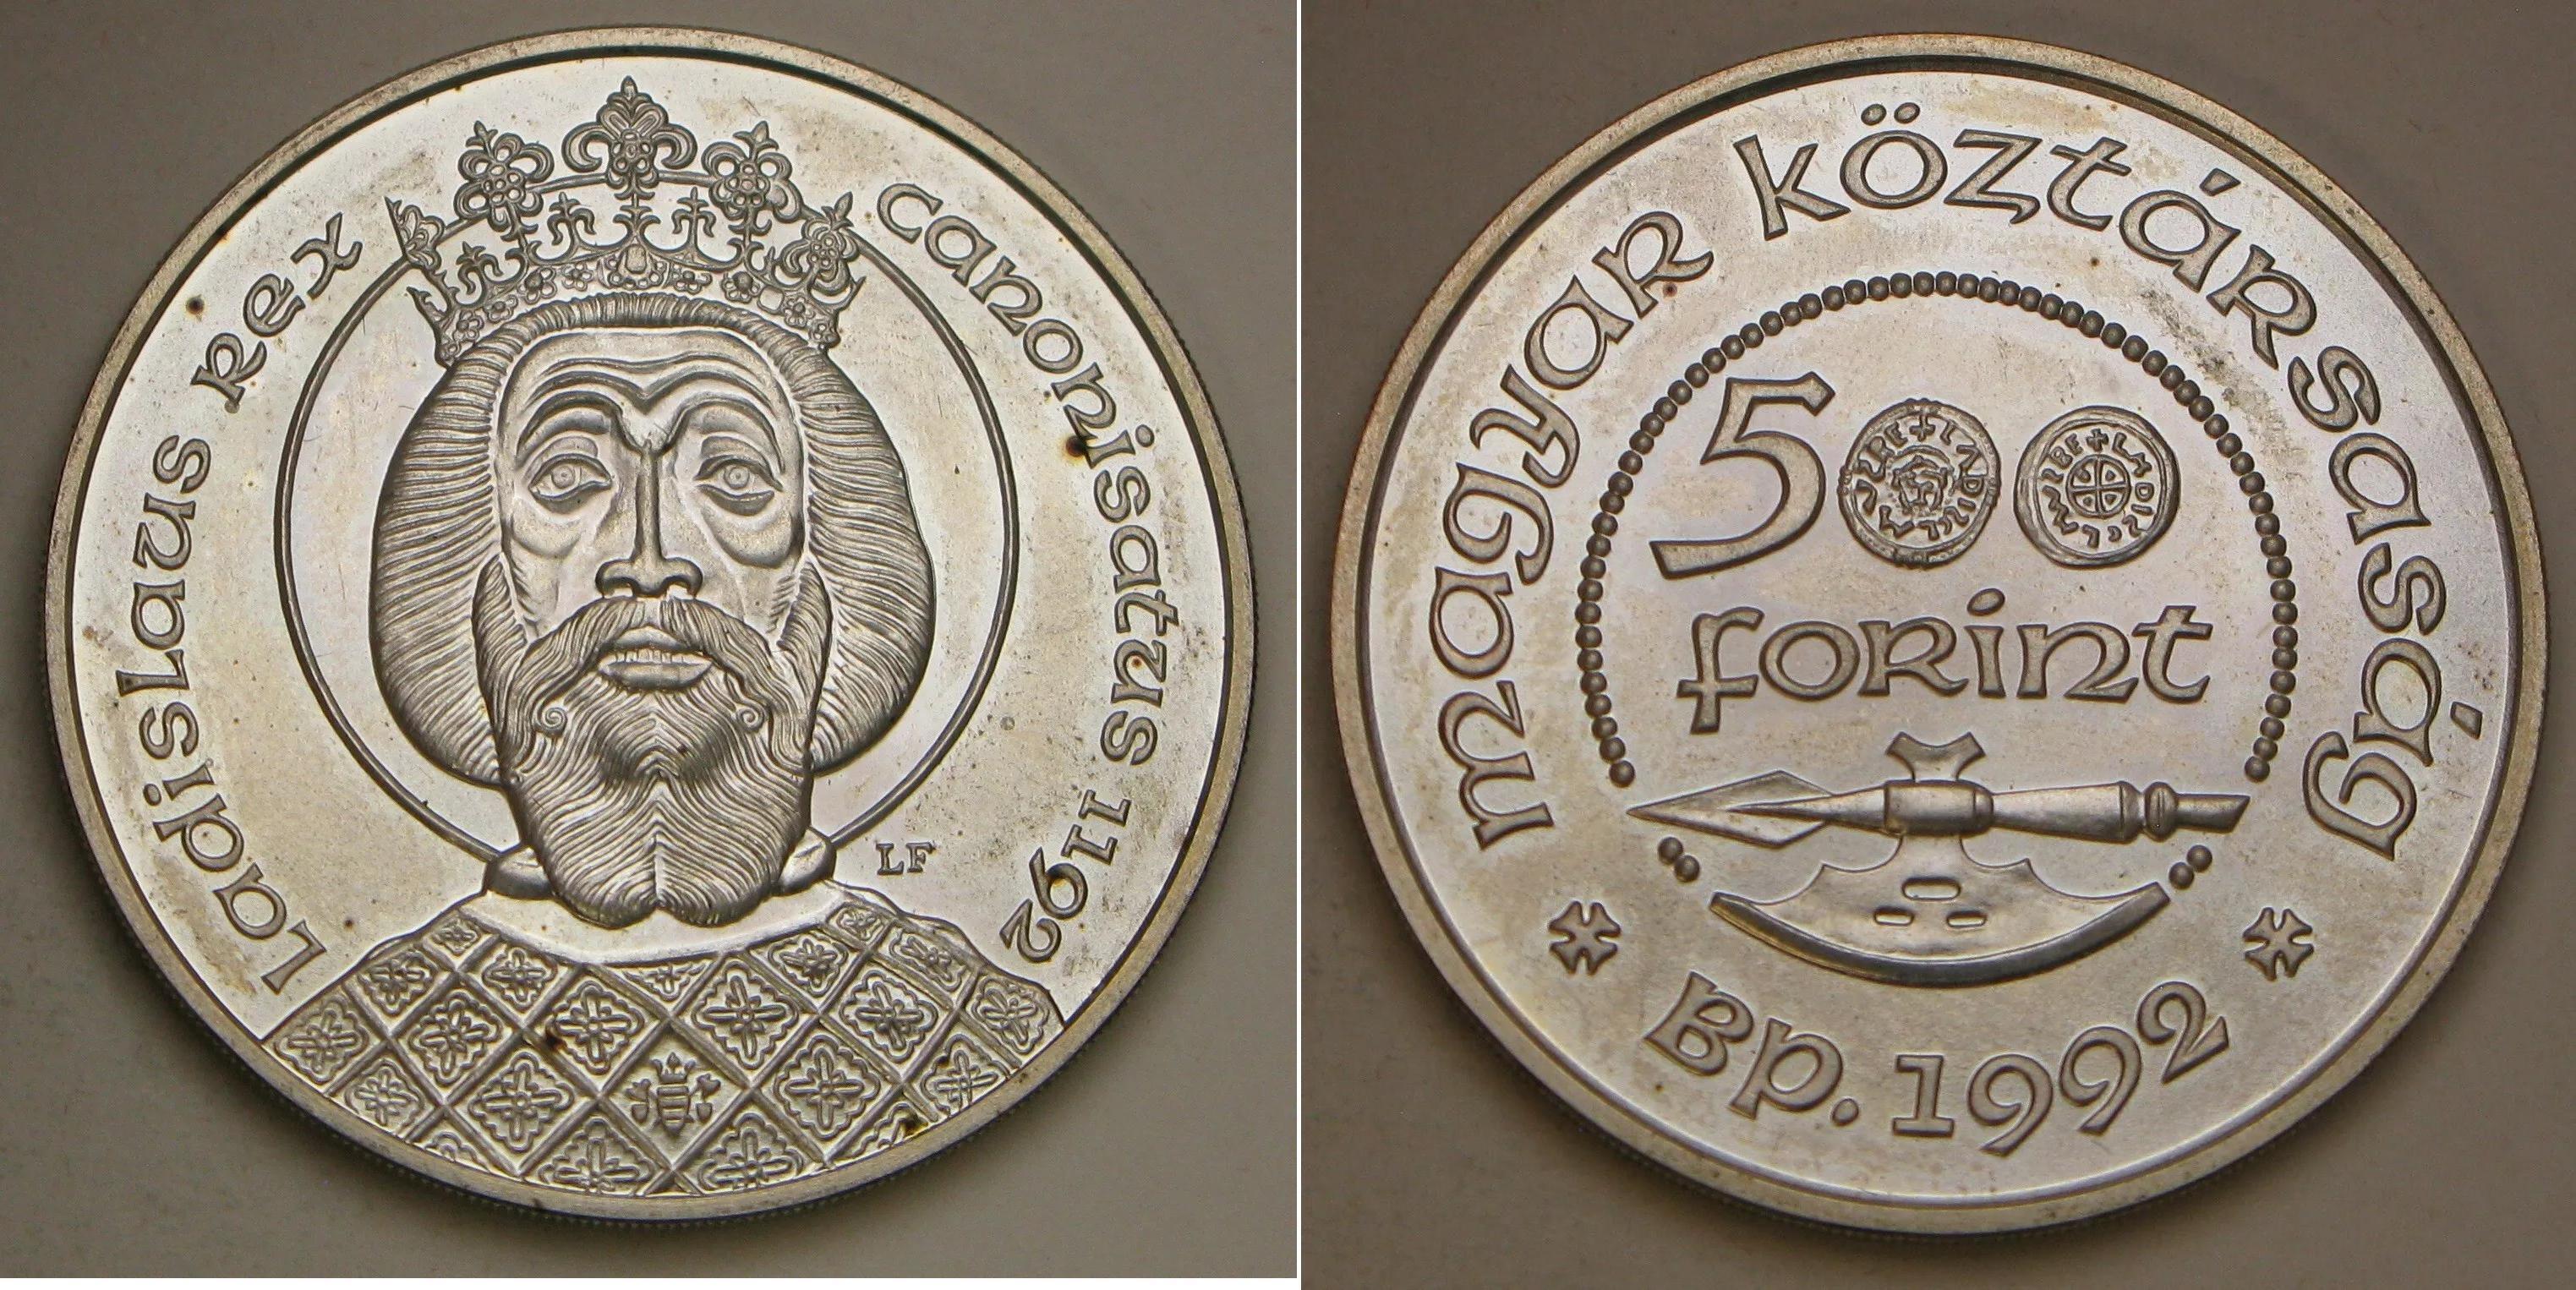 Ladislaus Rex canonisatus 1192
LF
magyar köztársaság
500
forint
BP. 1992